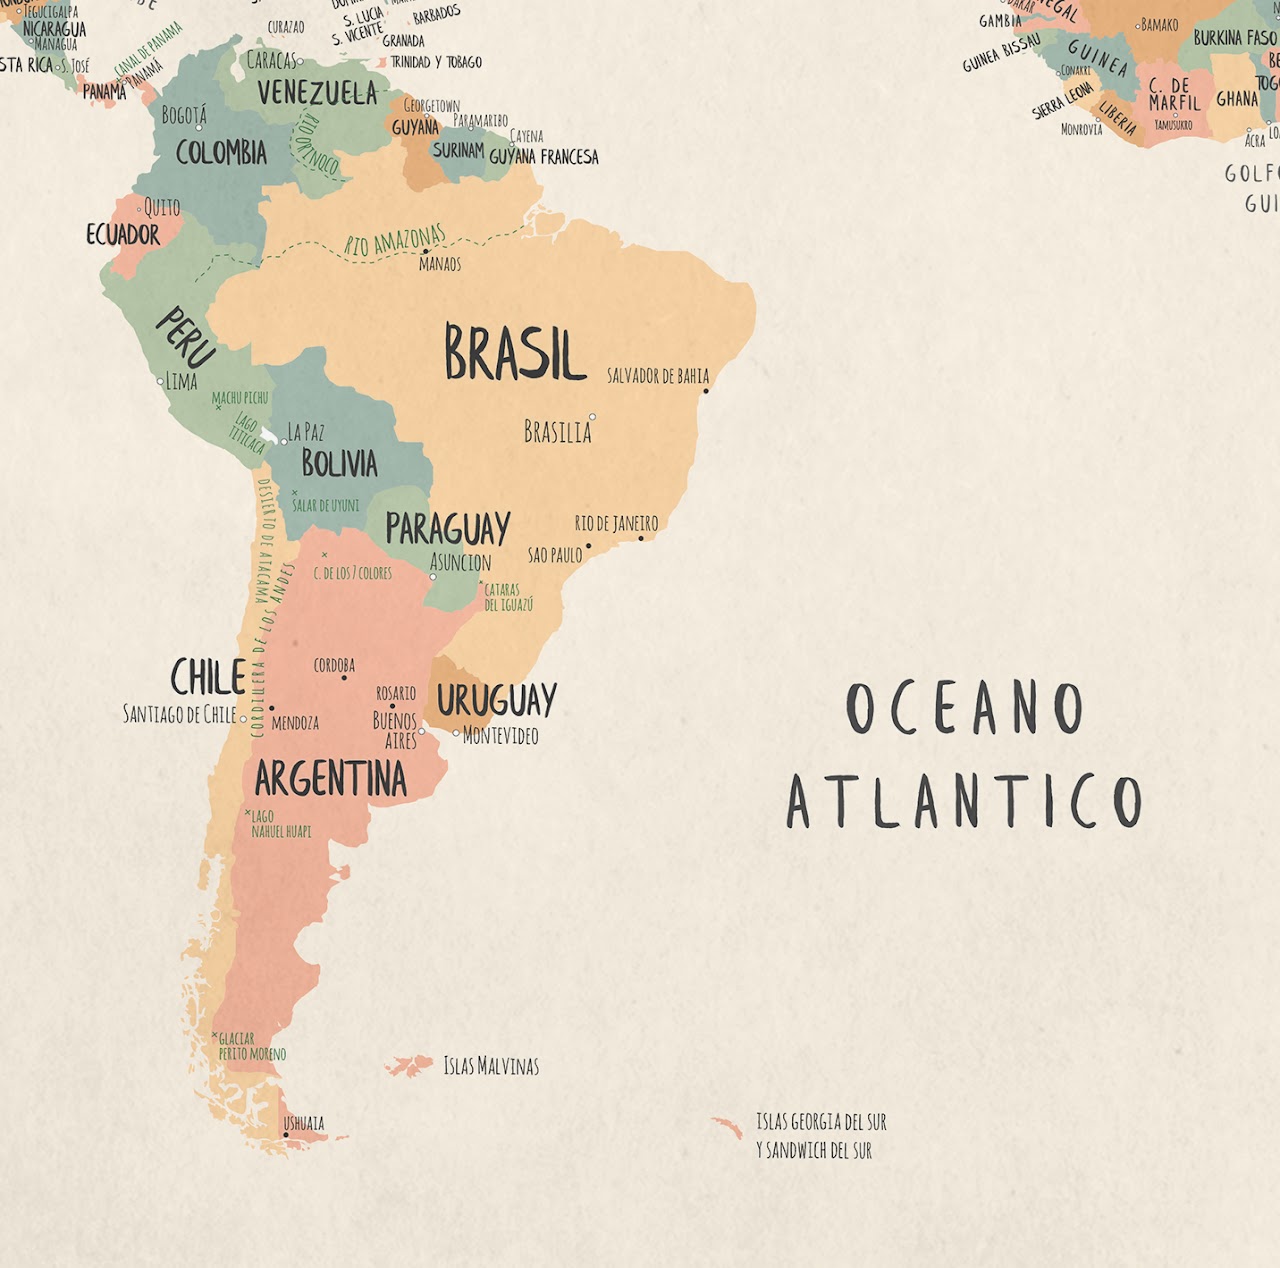 TEGUCIGALPA
NICARAGUA
MANAGUA
STA RICA
S. JOSÉ
CANAL DE PANAMA
PANAMÁ
PANAMÁ
CURAZAO
S. LUCIA
S. VICENTE
BARBADOS
GRANADA
TRINIDAD Y TOBAGO
CARACAS
VENEZUELA
RIO ORINOCO
BOGOTÁ
COLOMBIA
GEORGETOWN
GUYANA
PARAMARIBO
SURINAM
CAYENA
GUYANA FRANCESA
QUITO
ECUADOR
RIO AMAZONAS
MANAOS
PERU
LIMA
MACHU PICHU
LAGO
TITICACA
BRASIL
SALVADOR DE BAHIA
BRASILIA
LA PAZ
BOLIVIA
SALAR DE UYUNI
RIO DE JANEIRO
SAO PAULO
PARAGUAY
ASUNCION
CATARAS
DEL IGUAZÚ
DESIERTO DE ATACAMA
CORDILLERA DE LOS ANDES
C. DE LOS 7 COLORES
CHILE
SANTIAGO DE CHILE
CORDOBA
ROSARIO
MENDOZA
BUENOS
AIRES
URUGUAY
MONTEVIDEO
ARGENTINA
LAGO
NAHUEL HUAPI
GLACIAR
PERITO MORENO
USHUAIA
ISLAS MALVINAS
ISLAS GEORGIA DEL SUR
Y SANDWICH DEL SUR
OCEANO
ATLANTICO
DAKAR
GAMBIA
GUINEA BISSAU
GUINEA
CONAKRI
SIERRA LEONA
MONROVIA
LIBERIA
BAMAKO
BURKINA FASO
C. DE
MARFIL
YAMUSUKRO
GHANA
ACRA
GOLF
GUI